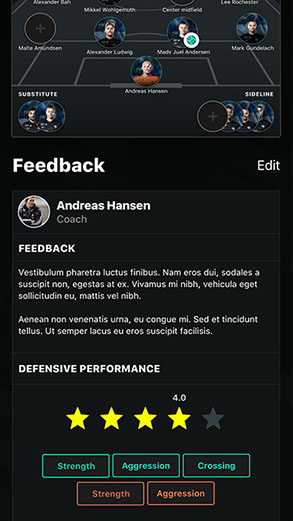 Alexander Bah
Lee Rochester
Mikkel Wohlgemuth
Center midfield
Malte Amundsen
Alexander Ludwig
Mads Juel Andersen
Mark Gundelach
Andreas Hansen
SUBSTITUTE
SIDELINE
Feedback
Edit
Andreas Hansen
Coach
FEEDBACK
Vestibulum pharetra luctus finibus. Nam eros dui, sodales a
suscipit non, egestas at ex. Vivamus mi nibh, vehicula eget
sollicitudin eu, mattis vel nibh.
Aenean non venenatis urna, eu congue mi. Sed et tincidunt
tellus. Ut semper lacus eu eros suscipit facilisis.
DEFENSIVE PERFORMANCE
4.0
Strength
Aggression
Crossing
Strength
Aggression